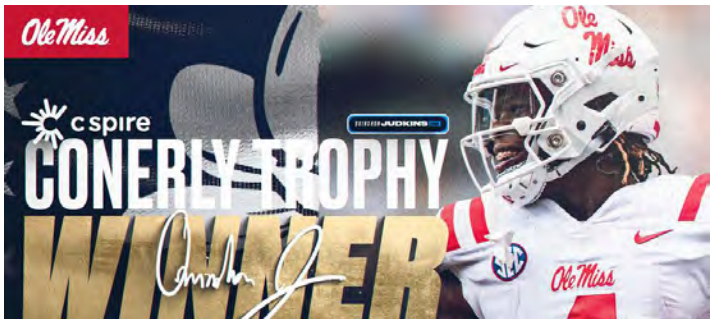 Ole Miss
Ole
Miss
c spire
JUDKINS
CONERLY TROPHY
WINNER
SEC
Ole Miss